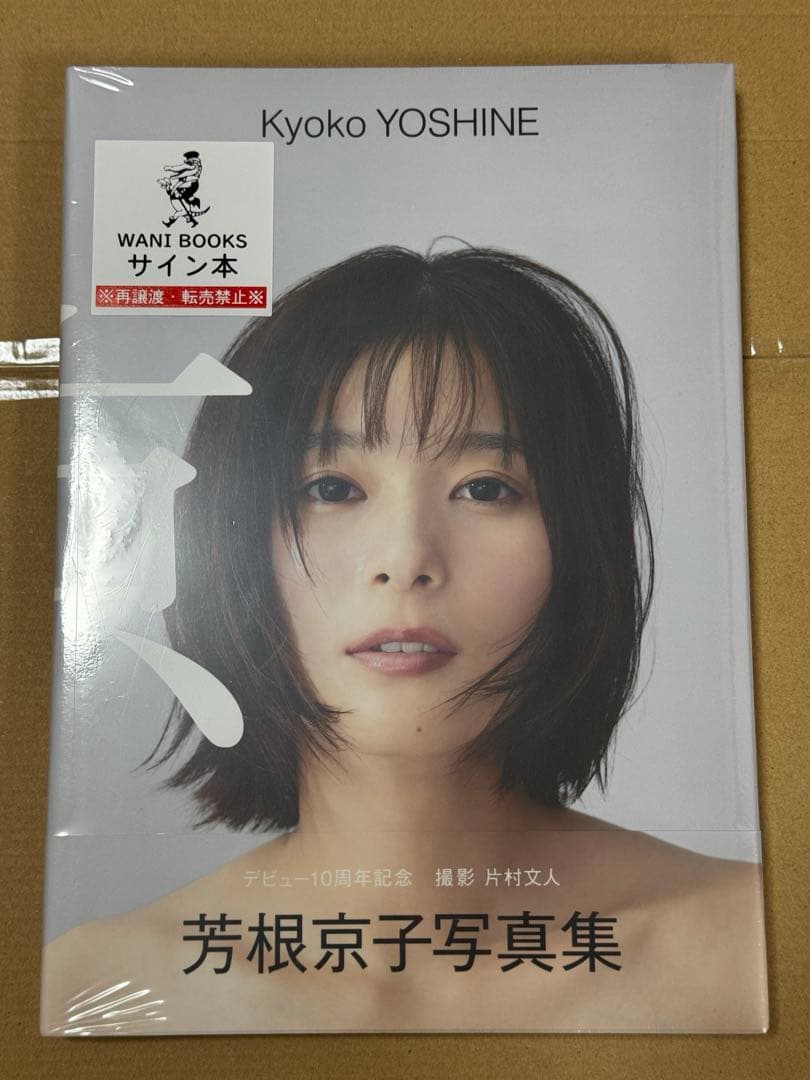 Kyoko YOSHINE
WANI BOOKS
サイン本
※再譲渡・転売禁止※
デビュー10周年記念 撮影 片村文人
芳根京子写真集